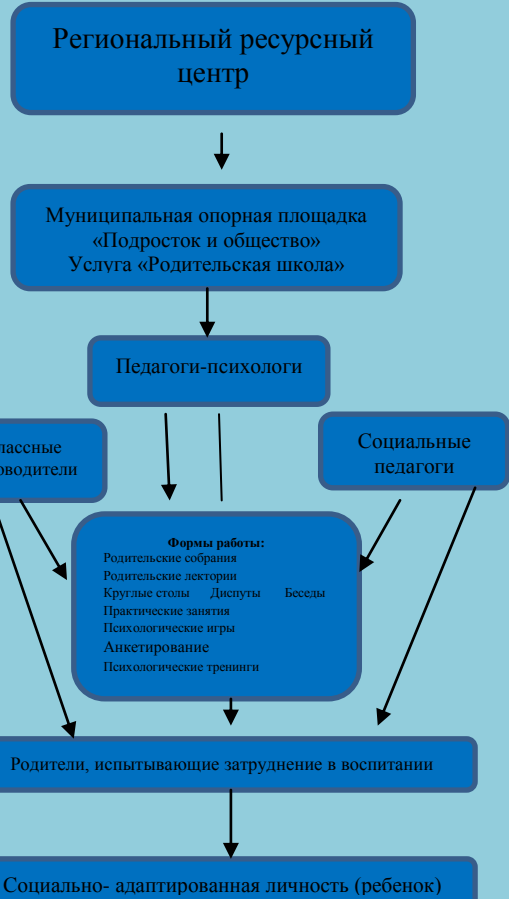 Региональный ресурсный
центр
Муниципальная опорная площадка
«Подросток и общество»
Услуга «Родительская школа»
Педагоги-психологи
лассные
оводители
Социальные
педагоги
Формы работы:
Родительские собрания
Родительские лектории
Круглые столы Диспуты Беседы
Практические занятия
Психологические игры
Анкетирование
Психологические тренинги
Родители, испытывающие затруднение в воспитании
Социально- адаптированная личность (ребенок)